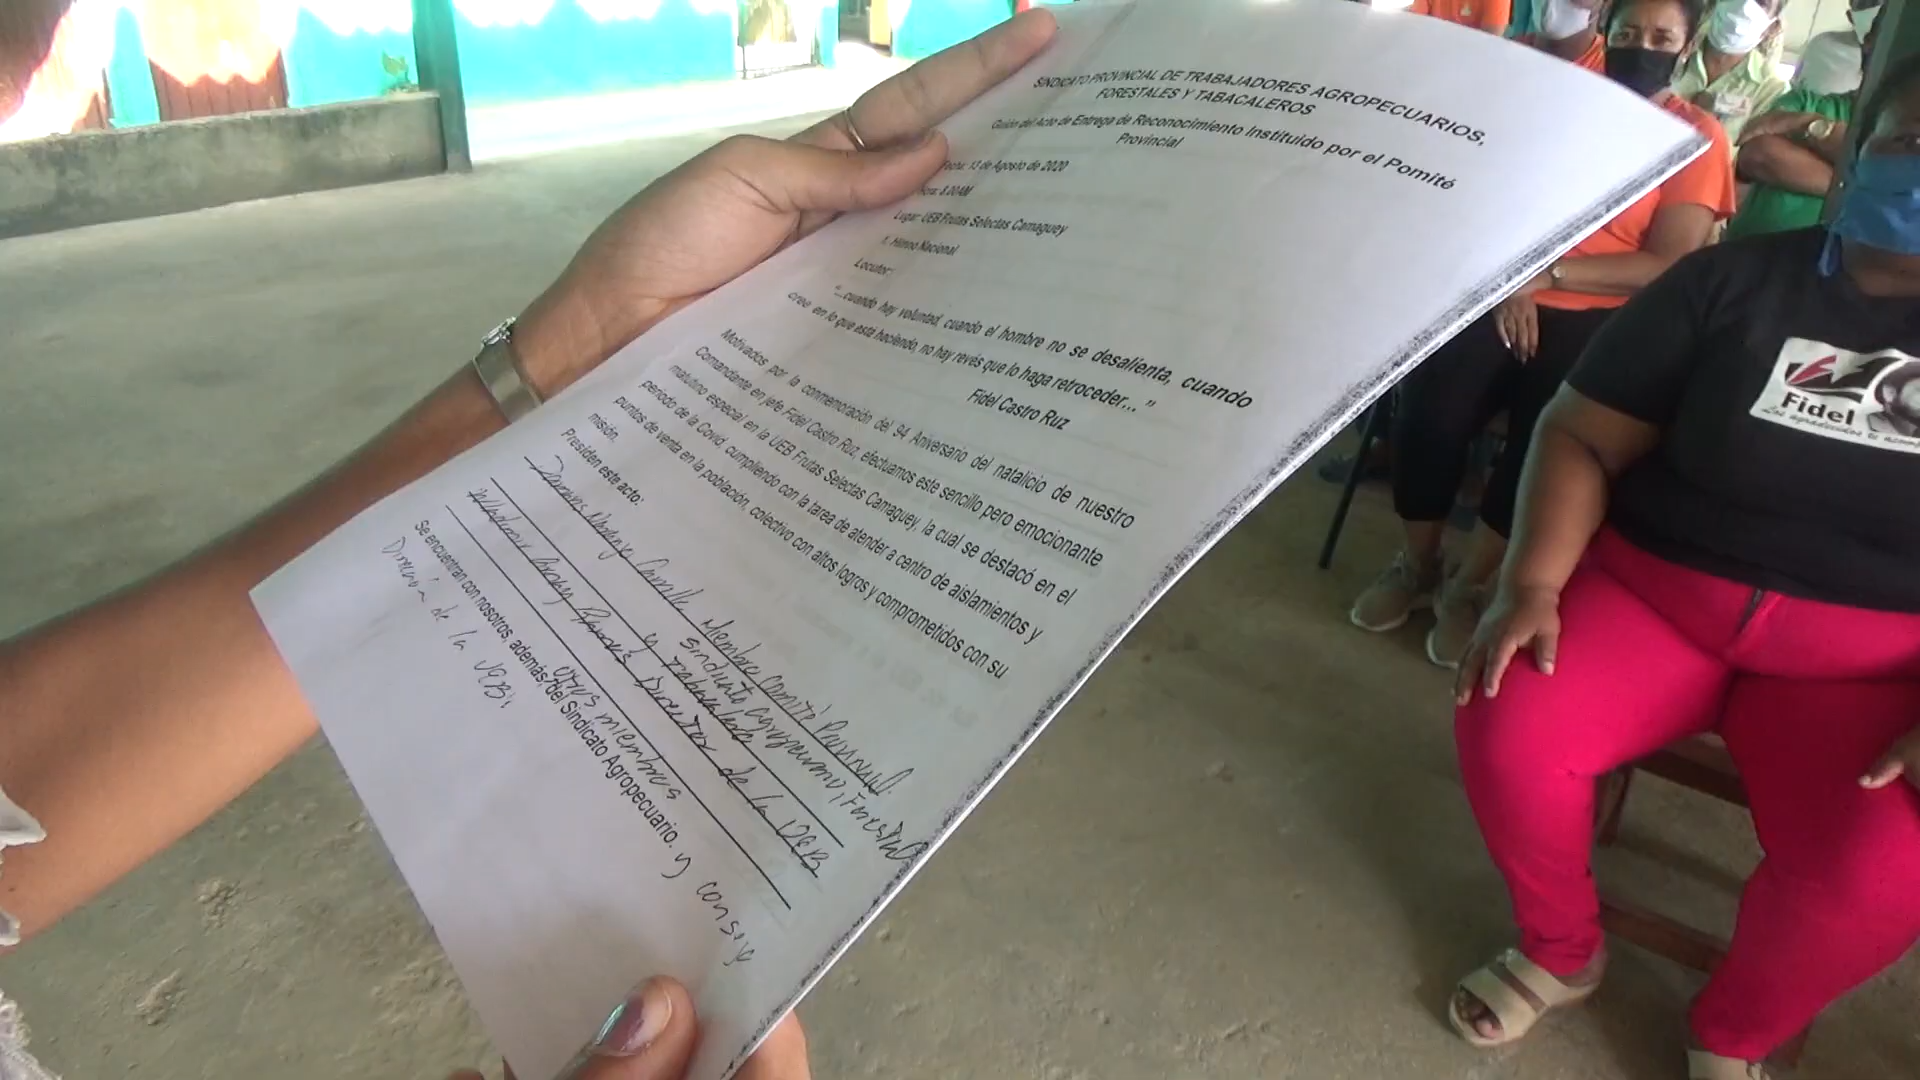 SINDICATO PROVINCIAL DE TRABAJADORES AGROPECUARIOS,
FORESTALES Y TABACALEROS
Guión del Acto de Entrega de Reconocimiento Instituido por el Pomité
Provincial
Fecha: 13 de Agosto de 2020
Hora: 8.00AM
Lugar: UEB Frutas Selectas Camaguey
1. Himno Nacional
Locutor:
"...cuando hay voluntad, cuando el hombre no se desalienta, cuando
cree en lo que está haciendo, no hay revés que lo haga retroceder... "
Fidel Castro Ruz
Motivados por la conmemoración del 94 Aniversario del natalicio de nuestro
Comandante en jefe Fidel Castro Ruz, efectuamos este sencillo pero emocionante
matutino especial en la UEB Frutas Selectas Camaguey, la cual se destacó en el
período de la Covid cumpliendo con la tarea de atender a centro de aislamientos y
puntos de venta en la población, colectivo con altos logros y comprometidos con su
misión.
Presiden este acto:
Naranjo Miembro Comité Provincial
Sindicato Agropecuario, Forestal
y
Director de la UEB
otros miembros
Se encuentran con nosotros, además, del Sindicato Agropecuario. y consejo
Dirección de la UEB.
Fidel